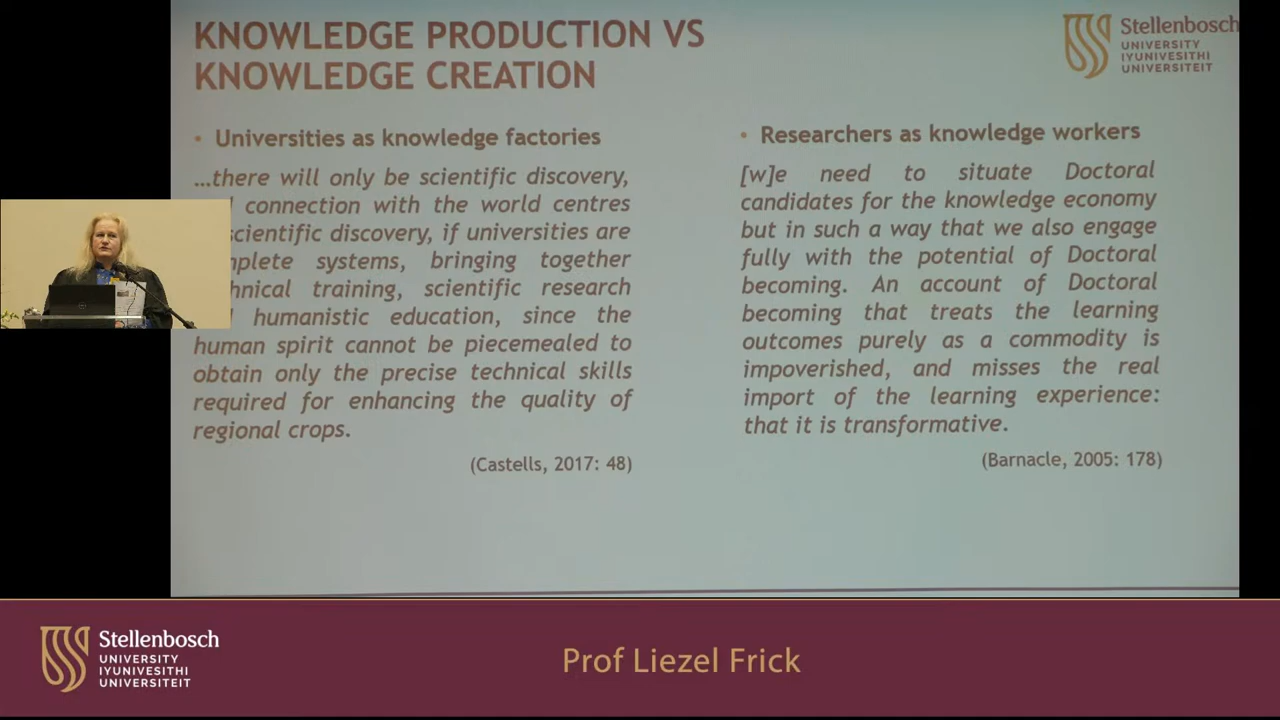 KNOWLEDGE PRODUCTION VS
KNOWLEDGE CREATION
Stellenbosch
UNIVERSITY
IYUNIVESITHI
UNIVERSITEIT
• Universities as knowledge factories
…there will only be scientific discovery,
connection with the world centres
scientific discovery, if universities are
systems, bringing together
training, scientific research
humanistic education, since the
human spirit cannot be piecemealed to
obtain only the precise technical skills
required for enhancing the quality of
regional crops.
(Castells, 2017: 48)
• Researchers as knowledge workers
[w]e need to situate Doctoral
candidates for the knowledge economy
but in such a way that we also engage
fully with the potential of Doctoral
becoming. An account of Doctoral
becoming that treats the learning
outcomes purely as a commodity is
impoverished, and misses the real
import of the learning experience:
that it is transformative.
(Barnacle, 2005: 178)
Stellenbosch
UNIVERSITY
IYUNIVESITHI
UNIVERSITEIT
Prof Liezel Frick